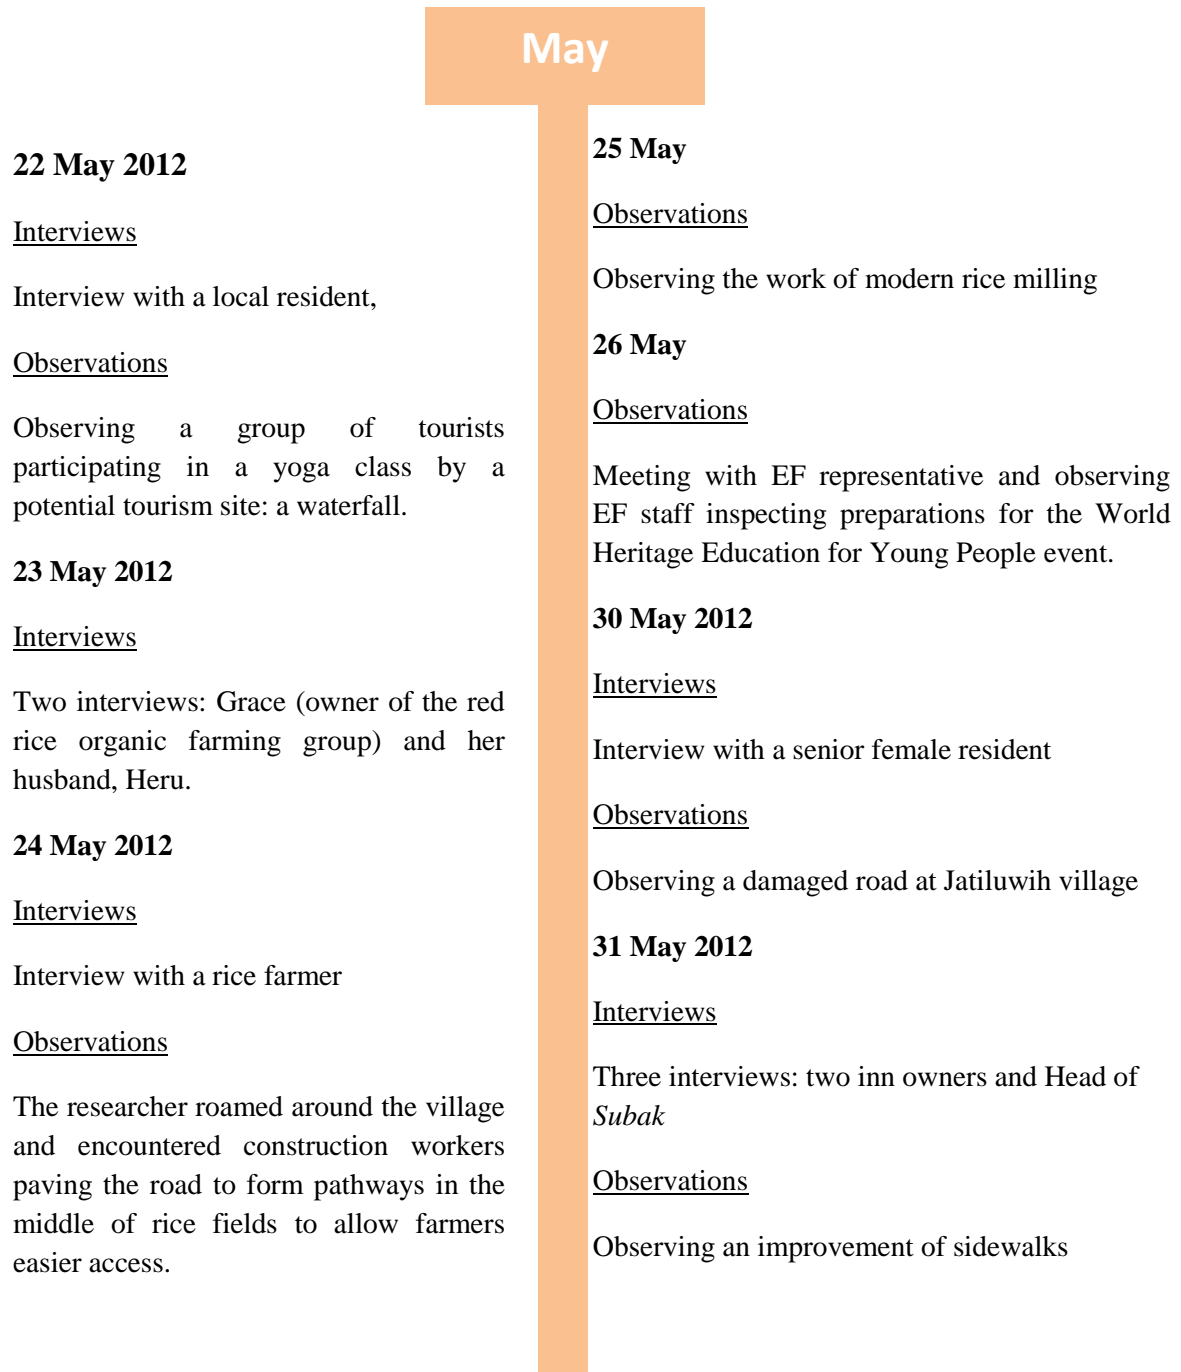 May
22 May 2012
Interviews
Interview with a local resident,
Observations
Observing a group of tourists
participating in a yoga class by a
potential tourism site: a waterfall.
23 May 2012
Interviews
Two interviews: Grace (owner of the red
rice organic farming group) and her
husband, Heru.
24 May 2012
Interviews
Interview with a rice farmer
Observations
The researcher roamed around the village
and encountered construction workers
paving the road to form pathways in the
middle of rice fields to allow farmers
easier access.
25 May
Observations
Observing the work of modern rice milling
26 May
Observations
Meeting with EF representative and observing
EF staff inspecting preparations for the World
Heritage Education for Young People event.
30 May 2012
Interviews
Interview with a senior female resident
Observations
Observing a damaged road at Jatiluwih village
31 May 2012
Interviews
Three interviews: two inn owners and Head of
Subak
Observations
Observing an improvement of sidewalks